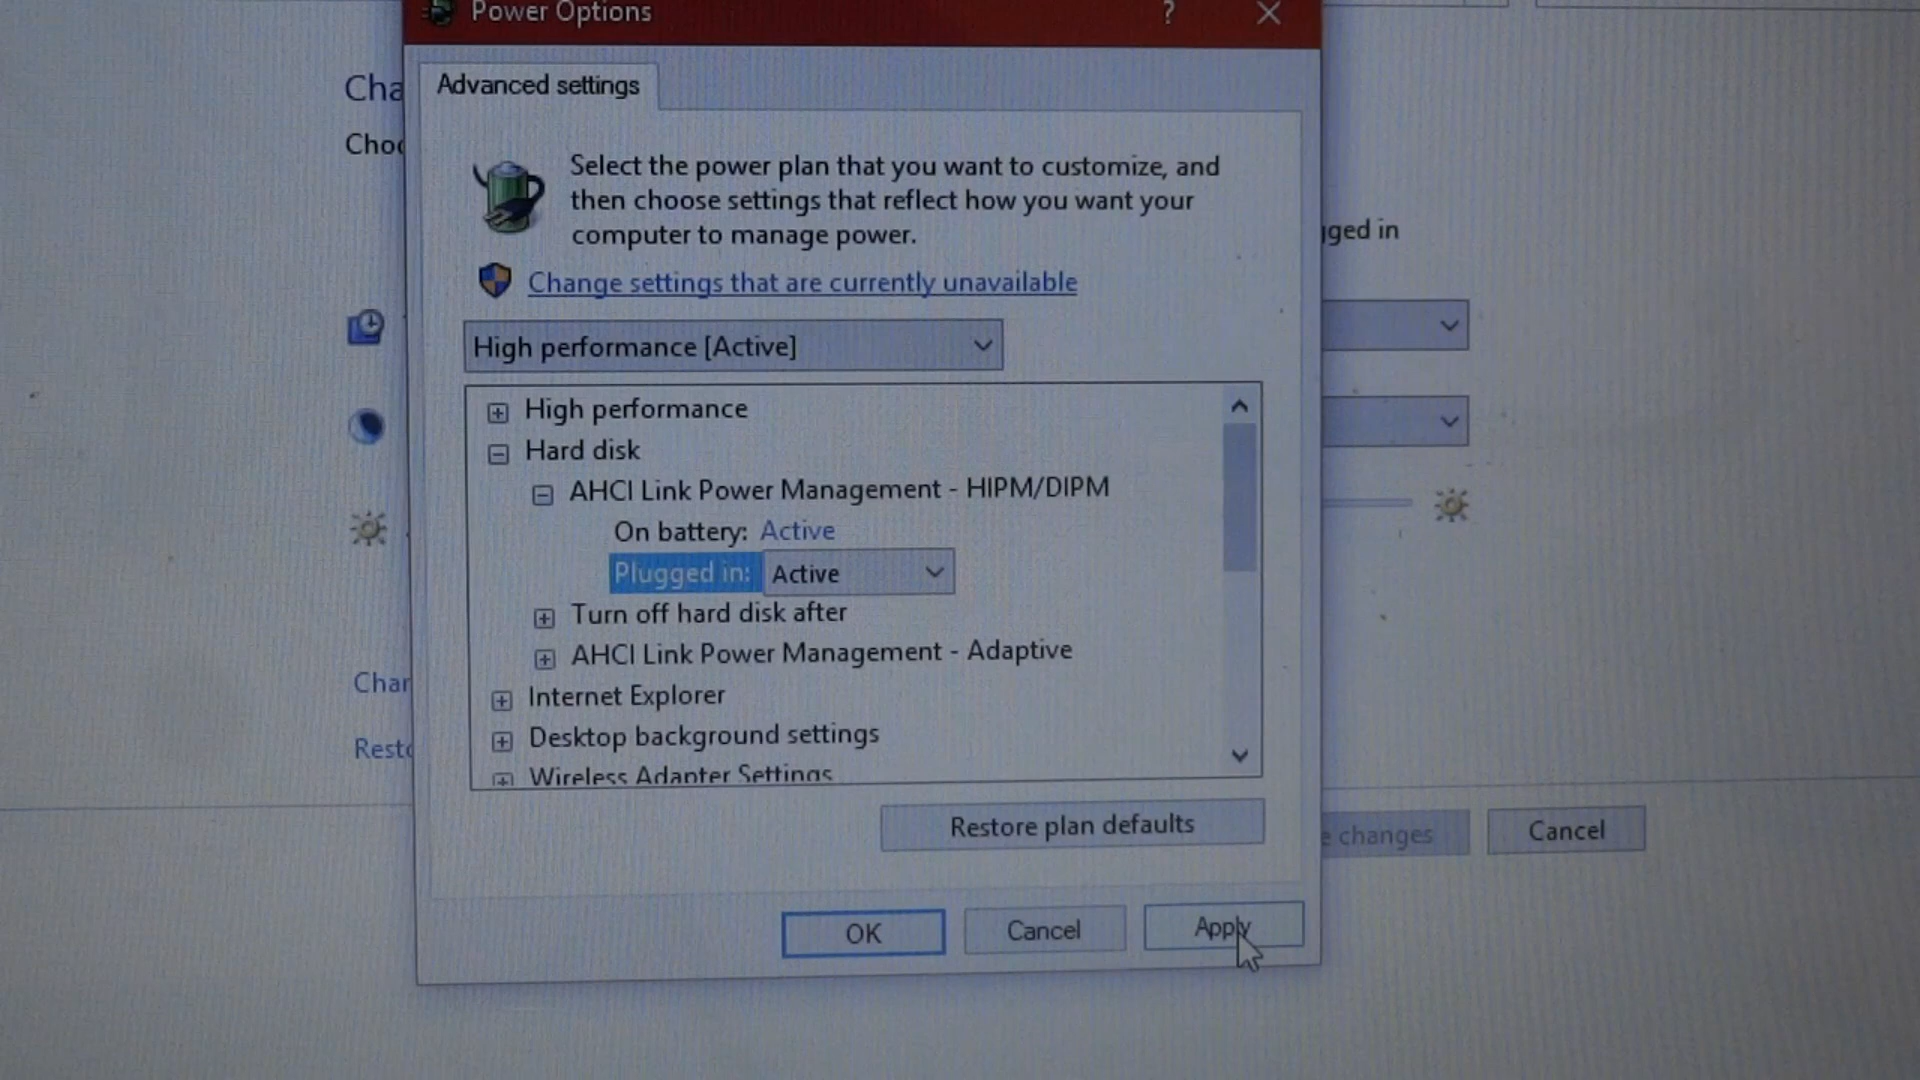 Power Options
?
Advanced settings
Select the power plan that you want to customize, and
then choose settings that reflect how you want your
computer to manage power.
Change settings that are currently unavailable
High performance [Active]
High performance
Hard disk
AHCI Link Power Management - HIPM/DIPM
On battery: Active
Plugged in: Active
Turn off hard disk after
AHCI Link Power Management - Adaptive
Internet Explorer
Desktop background settings
Wireless Adapter Settings
Restore plan defaults
OK
Cancel
Apply
Cha
Choo
gged in
Char
Resto
e changes
Cancel